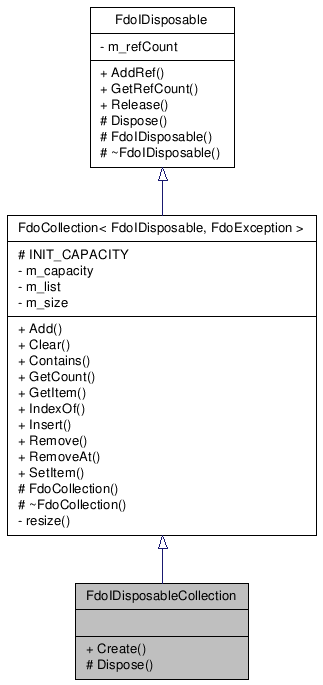 FdoIDisposable
- m_refCount
+ AddRef()
+ GetRefCount()
+ Release()
# Dispose()
# FdoIDisposable()
# ~FdoIDisposable()
FdoCollection< FdoIDisposable, FdoException >
# INIT_CAPACITY
- m_capacity
- m_list
- m_size
+ Add()
+ Clear()
+ Contains()
+ GetCount()
+ GetItem()
+ IndexOf()
+ Insert()
+ Remove()
+ RemoveAt()
+ SetItem()
# FdoCollection()
# ~FdoCollection()
- resize()
FdoIDisposableCollection
+ Create()
# Dispose()